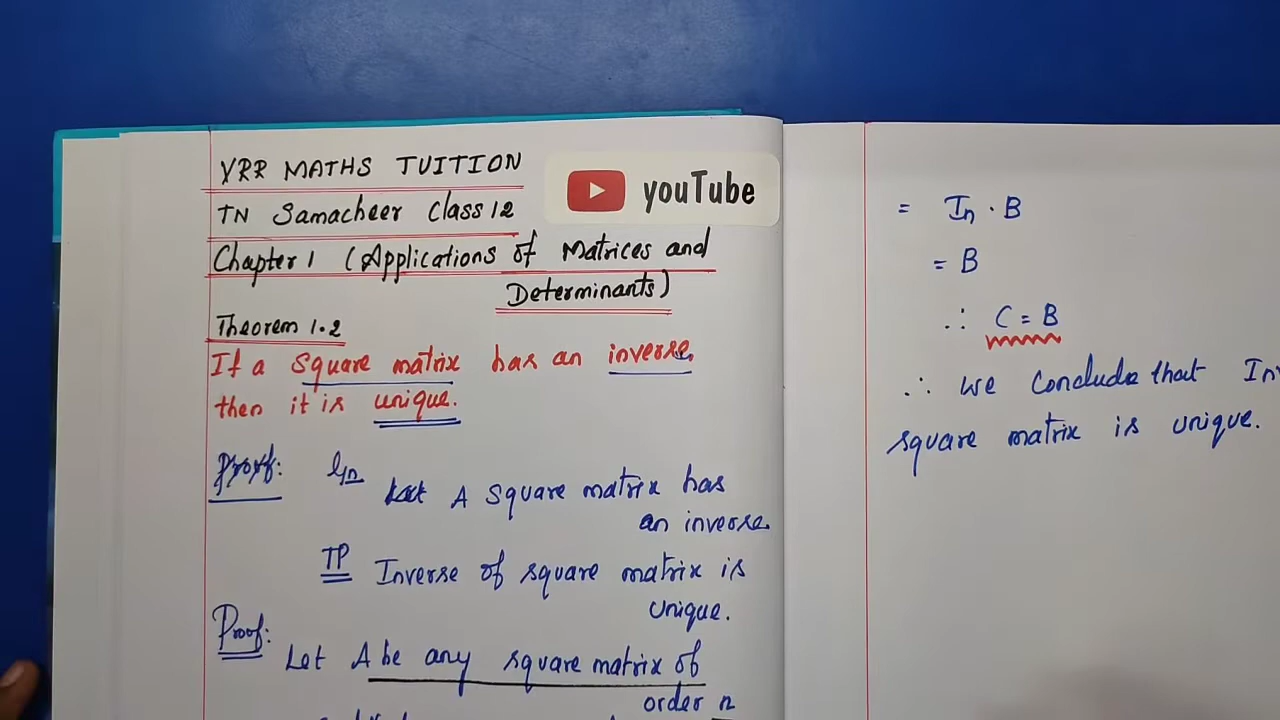 YRR MATHS TUITION
youTube
TN Samacheer Class 12
Chapter 1 (Applications of Matrices and
Determinants)
Theorem 1.2
If a square matrix has an inverse.
then it is unique.
Proof: Gn
Let A square matrix has
an inverse.
TP Inverse of square matrix is
unique.
Proof:
Let A be any square matrix of
order n
= In . B
= B
∴ C = B
∴ We Conclude that Inv
square matrix is unique.